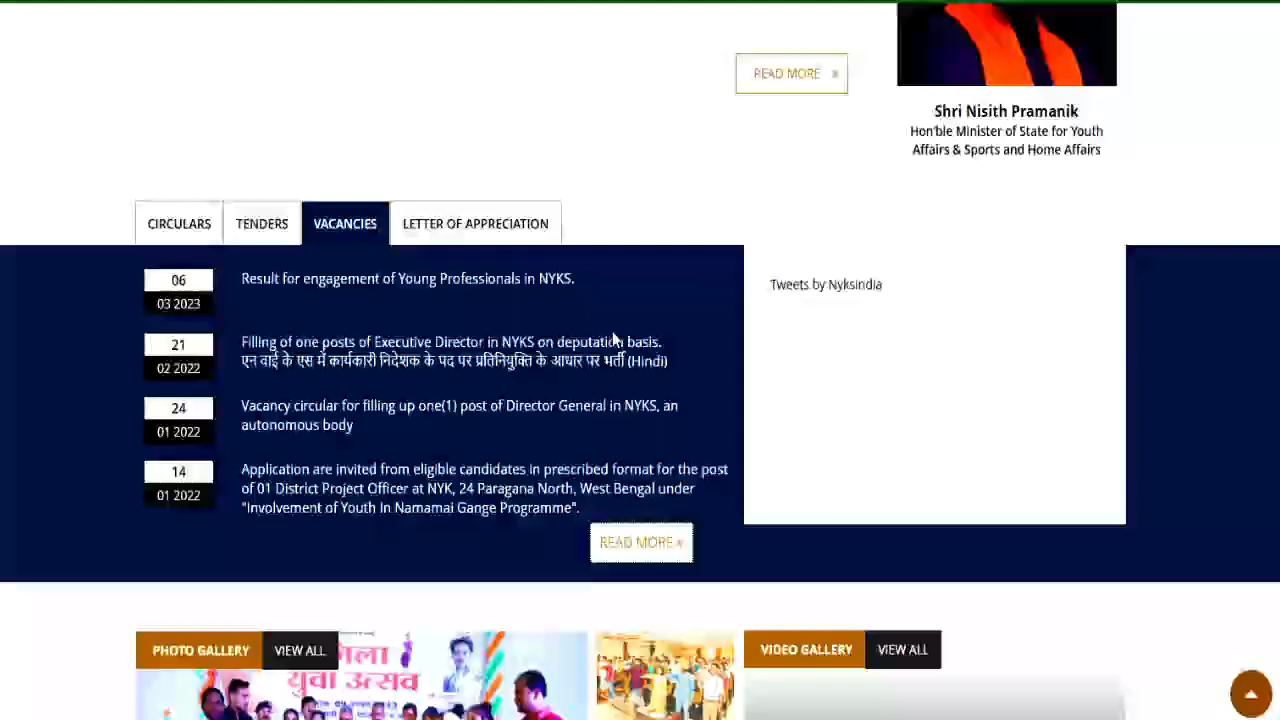 READ MORE »
Shri Nisith Pramanik
Hon'ble Minister of State for Youth
Affairs & Sports and Home Affairs
CIRCULARS
TENDERS
VACANCIES
LETTER OF APPRECIATION
06
03 2023
Result for engagement of Young Professionals in NYKS.
21
02 2022
Filling of one posts of Executive Director in NYKS on deputation basis.
एन वाई के एस में कार्यकारी निदेशक के पद पर प्रतिनियुक्ति के आधार पर भर्ती (Hindi)
24
01 2022
Vacancy circular for filling up one(1) post of Director General in NYKS, an
autonomous body
14
01 2022
Application are invited from eligible candidates in prescribed format for the post
of 01 District Project Officer at NYK, 24 Paragana North, West Bengal under
"Involvement of Youth In Namamai Gange Programme".
READ MORE »
Tweets by Nyksindia
PHOTO GALLERY
VIEW ALL
युवा उत्सव
VIDEO GALLERY
VIEW ALL